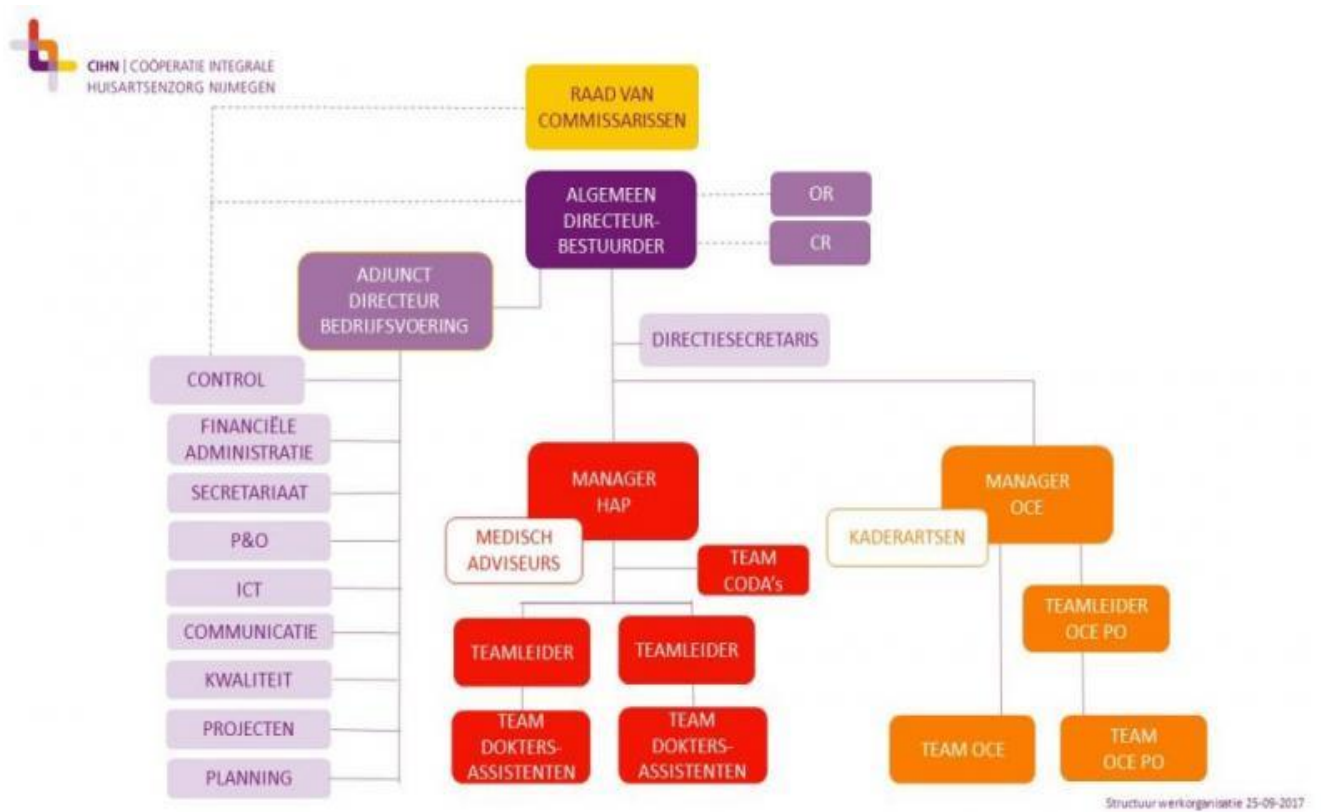 CIHN | COÖPERATIE INTEGRALE
HUISARTSENZORG NIJMEGEN
RAAD VAN
COMMISSARISSEN
ALGEMEEN
DIRECTEUR-
BESTUURDER
OR
CR
ADJUNCT
DIRECTEUR
BEDRIJFSVOERING
DIRECTIESECRETARIS
CONTROL
FINANCIËLE
ADMINISTRATIE
SECRETARIAAT
P&O
ICT
COMMUNICATIE
KWALITEIT
PROJECTEN
PLANNING
MANAGER
HAP
MEDISCH
ADVISEURS
TEAM
CODA's
TEAMLEIDER
TEAMLEIDER
TEAM
DOKTERS-
ASSISTENTEN
TEAM
DOKTERS-
ASSISTENTEN
MANAGER
OCE
KADERARTSEN
TEAMLEIDER
OCE PO
TEAM OCE
TEAM
OCE PO
Structuur werkorganisatie 25-09-2017